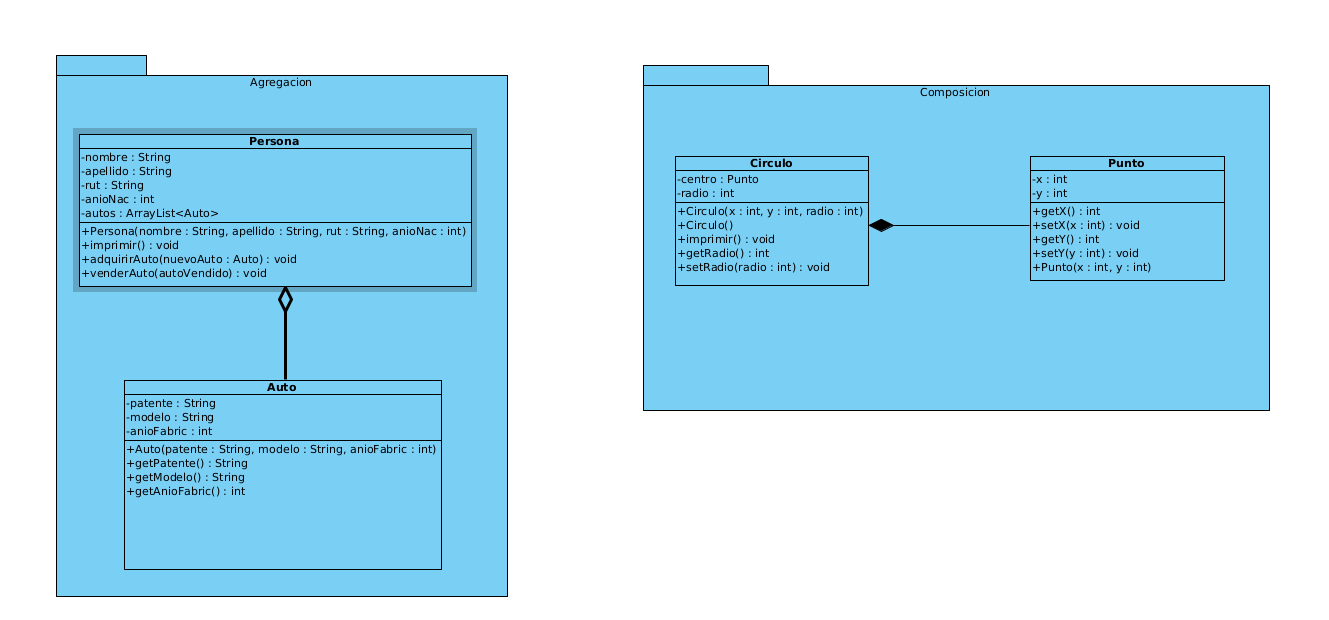 Agregacion
Persona
-nombre : String
-apellido : String
-rut : String
-anioNac : int
-autos : ArrayList<Auto>
+Persona(nombre : String, apellido : String, rut : String, anioNac : int)
+imprimir() : void
+adquirirAuto(nuevoAuto : Auto) : void
+venderAuto(autoVendido) : void
Auto
-patente : String
-modelo : String
-anioFabric : int
+Auto(patente : String, modelo : String, anioFabric : int)
+getPatente() : String
+getModelo() : String
+getAnioFabric() : int
Composicion
Circulo
-centro : Punto
-radio : int
+Circulo(x : int, y : int, radio : int)
+Circulo()
+imprimir() : void
+getRadio() : int
+setRadio(radio : int) : void
Punto
-x : int
-y : int
+getX() : int
+setX(x : int) : void
+getY() : int
+setY(y : int) : void
+Punto(x : int, y : int)